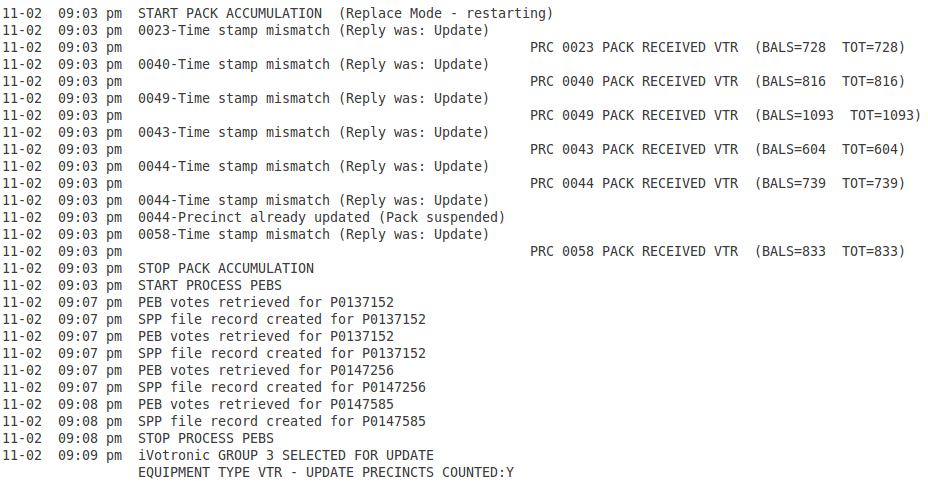 11-02  09:03 pm  START PACK ACCUMULATION  (Replace Mode - restarting)
11-02  09:03 pm  0023-Time stamp mismatch (Reply was: Update)
11-02  09:03 pm                                                   PRC 0023 PACK RECEIVED VTR  (BALS=728  TOT=728)
11-02  09:03 pm  0040-Time stamp mismatch (Reply was: Update)
11-02  09:03 pm                                                   PRC 0040 PACK RECEIVED VTR  (BALS=816  TOT=816)
11-02  09:03 pm  0049-Time stamp mismatch (Reply was: Update)
11-02  09:03 pm                                                   PRC 0049 PACK RECEIVED VTR  (BALS=1093  TOT=1093)
11-02  09:03 pm  0043-Time stamp mismatch (Reply was: Update)
11-02  09:03 pm                                                   PRC 0043 PACK RECEIVED VTR  (BALS=604  TOT=604)
11-02  09:03 pm  0044-Time stamp mismatch (Reply was: Update)
11-02  09:03 pm                                                   PRC 0044 PACK RECEIVED VTR  (BALS=739  TOT=739)
11-02  09:03 pm  0044-Time stamp mismatch (Reply was: Update)
11-02  09:03 pm  0044-Precinct already updated (Pack suspended)
11-02  09:03 pm  0058-Time stamp mismatch (Reply was: Update)
11-02  09:03 pm                                                   PRC 0058 PACK RECEIVED VTR  (BALS=833  TOT=833)
11-02  09:03 pm  STOP PACK ACCUMULATION
11-02  09:03 pm  START PROCESS PEBS
11-02  09:07 pm  PEB votes retrieved for P0137152
11-02  09:07 pm  SPP file record created for P0137152
11-02  09:07 pm  PEB votes retrieved for P0137152
11-02  09:07 pm  SPP file record created for P0137152
11-02  09:07 pm  PEB votes retrieved for P0147256
11-02  09:07 pm  SPP file record created for P0147256
11-02  09:08 pm  PEB votes retrieved for P0147585
11-02  09:08 pm  SPP file record created for P0147585
11-02  09:08 pm  STOP PROCESS PEBS
11-02  09:09 pm  iVotronic GROUP 3 SELECTED FOR UPDATE
                 EQUIPMENT TYPE VTR - UPDATE PRECINCTS COUNTED:Y